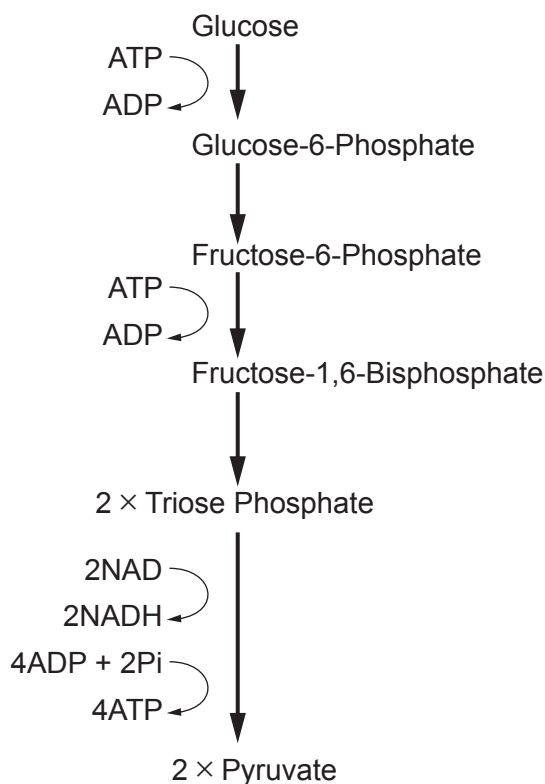 Glucose
ATP
ADP
Glucose-6-Phosphate
Fructose-6-Phosphate
ATP
ADP
Fructose-1,6-Bisphosphate
2 × Triose Phosphate
2NAD
2NADH
4ADP + 2Pi
4ATP
2 × Pyruvate